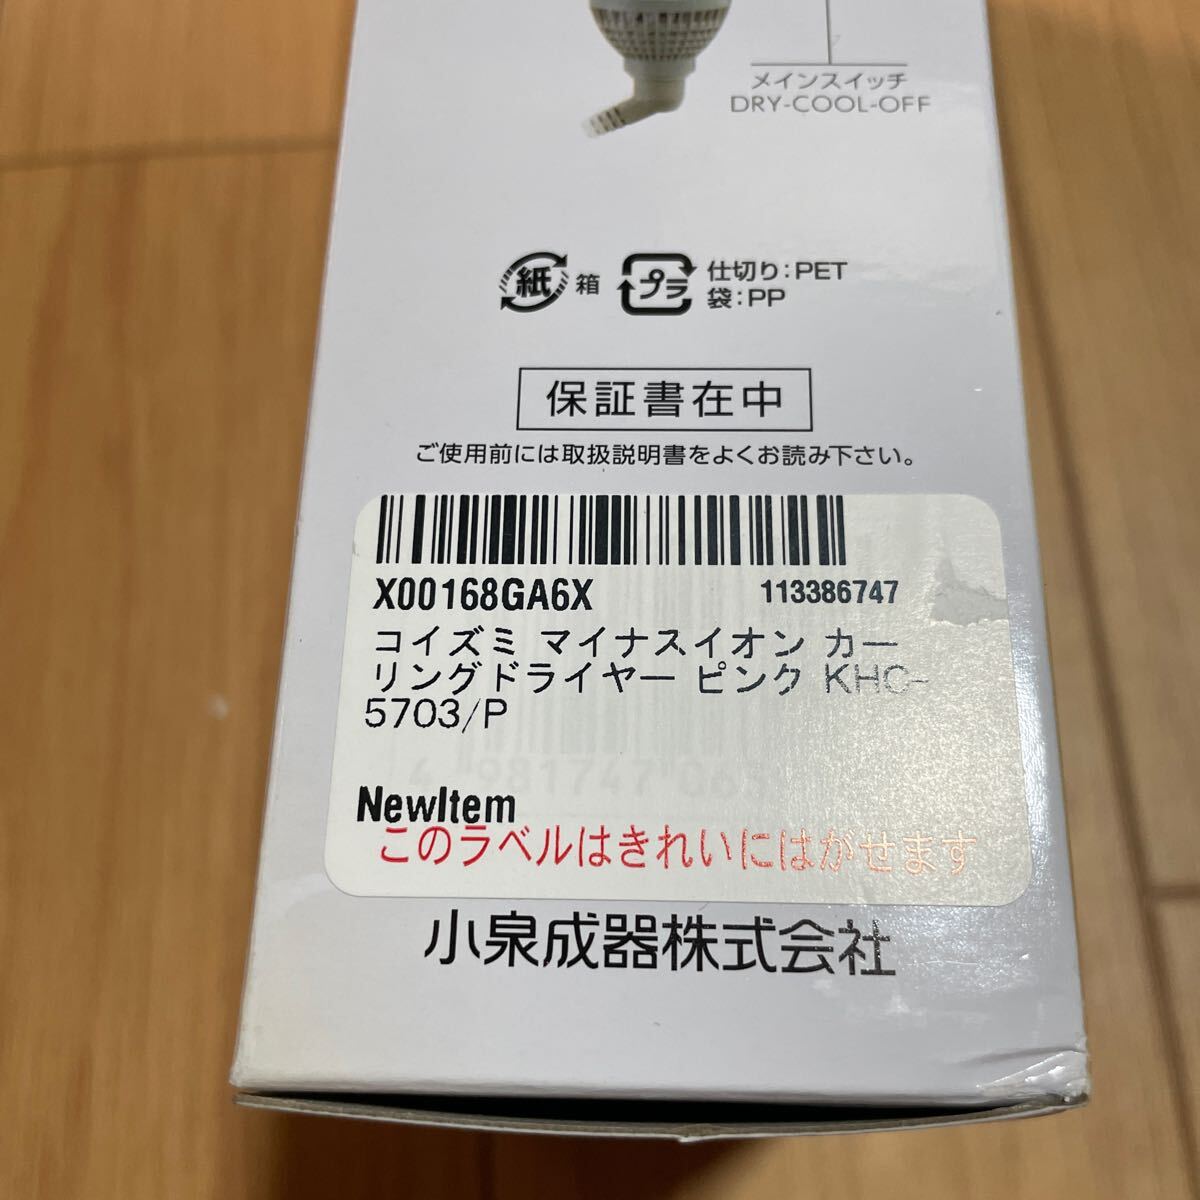 メインスイッチ
DRY-COOL-OFF
紙 箱 プラ 仕切り:PET
袋:PP
保証書在中
ご使用前には取扱説明書をよくお読み下さい。
X00168GA6X 113386747
コイズミ マイナスイオン カー
リングドライヤー ピンク KHC-
5703/P
NewItem
このラベルはきれいにはがせます
小泉成器株式会社